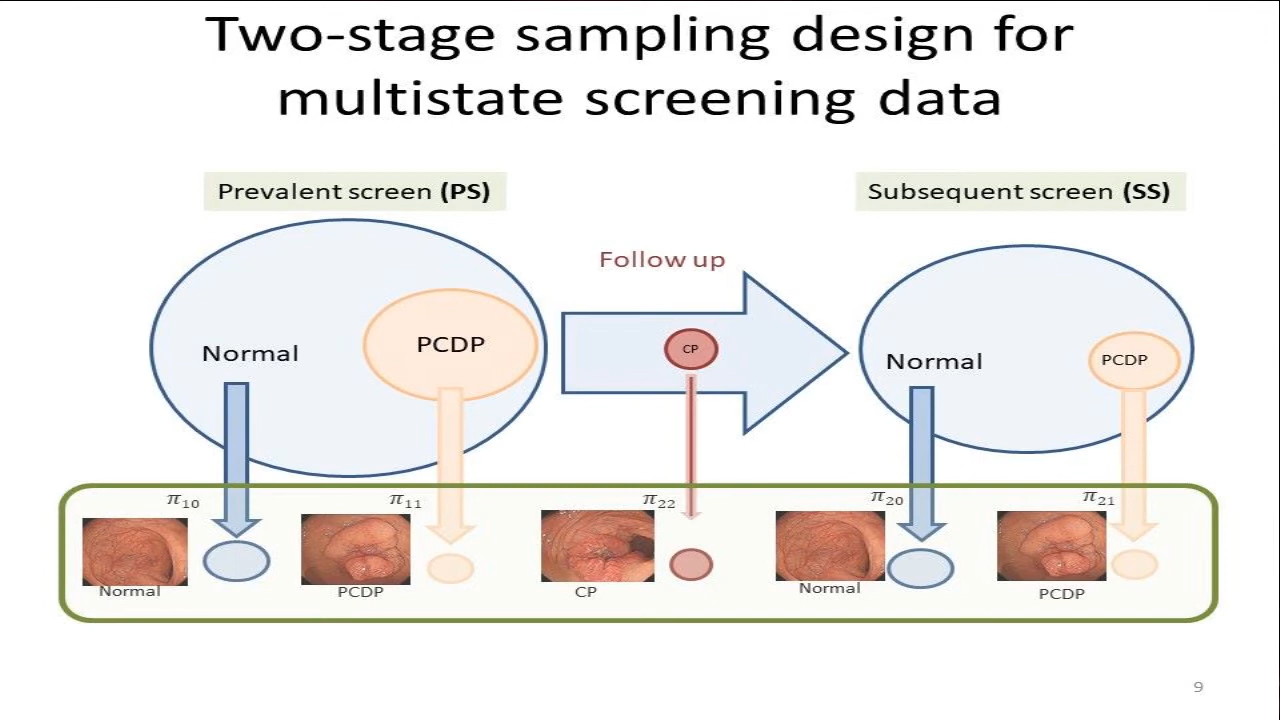 Two-stage sampling design for
multistate screening data
Prevalent screen (PS)
Subsequent screen (SS)
Follow up
Normal
PCDP
CP
Normal
PCDP
π10
π11
π22
π20
π21
Normal
PCDP
CP
Normal
PCDP
9